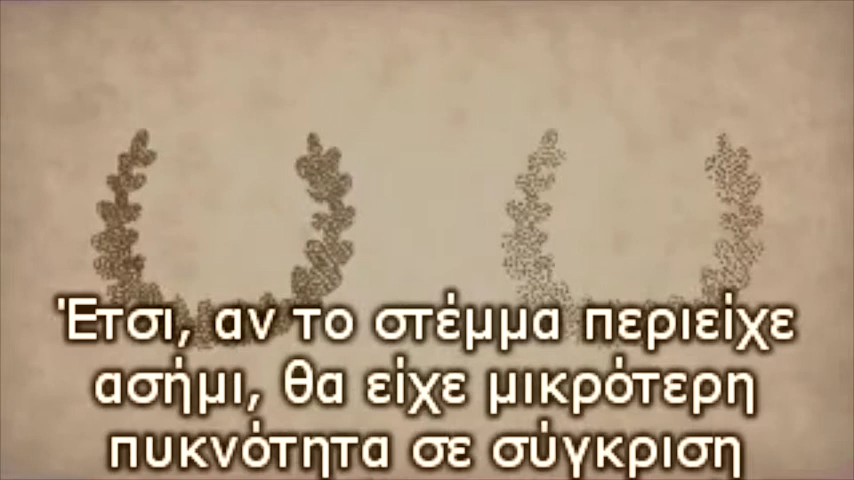 Έτσι, αν το στέμμα περιείχε
ασήμι, θα είχε μικρότερη
πυκνότητα σε σύγκριση